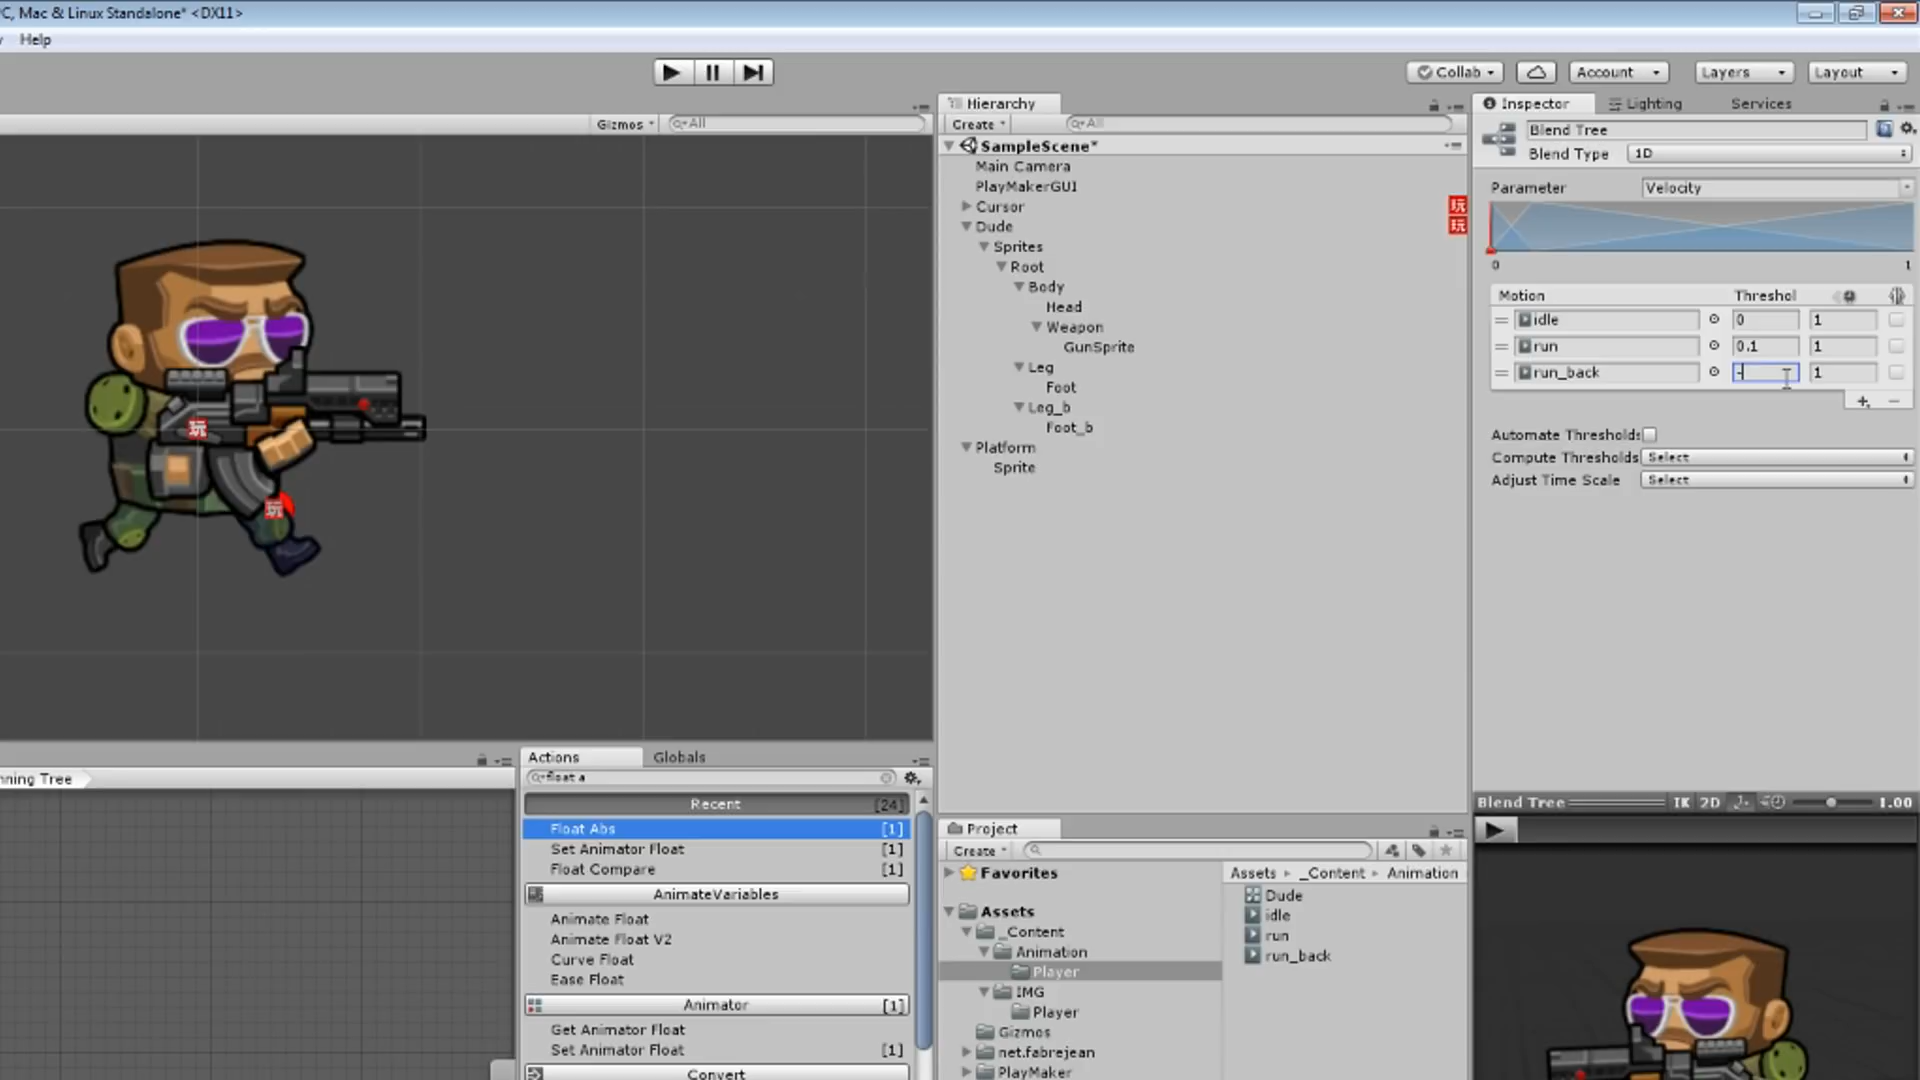 PC, Mac & Linux Standalone* <DX11>
Help
Collab
Account
Layers
Layout
Gizmos
All
Hierarchy
Create
All
SampleScene*
Main Camera
PlayMakerGUI
Cursor
玩
Dude
玩
Sprites
Root
Body
Head
Weapon
GunSprite
Leg
Foot
Leg_b
Foot_b
Platform
Sprite
玩
玩
Inspector
Lighting
Services
Blend Tree
Blend Type
1D
Parameter
Velocity
0
1
Motion
Threshol
idle
0
1
run
0.1
1
run_back
-
1
+
−
Automate Thresholds
Compute Thresholds
Select
Adjust Time Scale
Select
nning Tree
Actions
Globals
float a
Recent
[24]
Float Abs
[1]
Set Animator Float
[1]
Float Compare
[1]
AnimateVariables
Animate Float
Animate Float V2
Curve Float
Ease Float
Animator
[1]
Get Animator Float
Set Animator Float
[1]
Convert
Project
Create
Favorites
Assets
_Content
Animation
Player
IMG
Player
Gizmos
net.fabrejean
PlayMaker
Assets
_Content
Animation
Dude
idle
run
run_back
Blend Tree
IK
2D
1.00